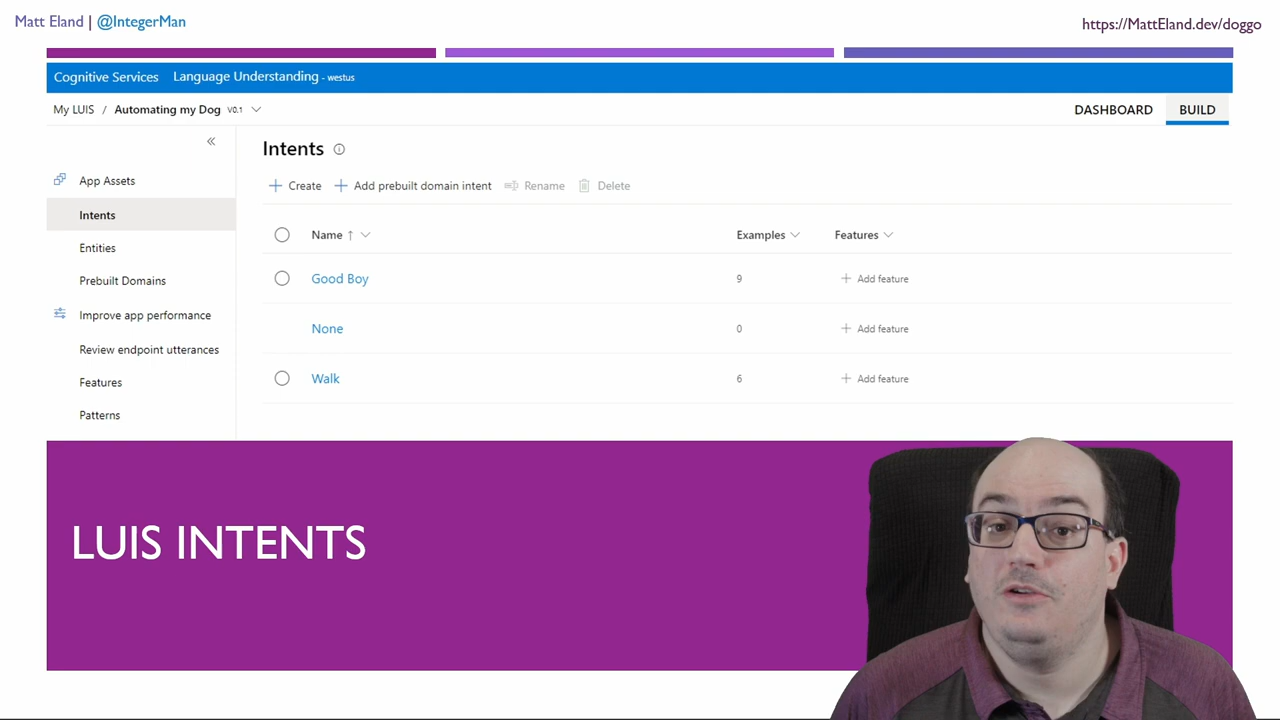 Matt Eland | @IntegerMan
https://MattEland.dev/doggo
Cognitive Services Language Understanding - westus
My LUIS / Automating my Dog V0.1
DASHBOARD BUILD
Intents
App Assets
Create Add prebuilt domain intent Rename Delete
Intents
Name Examples Features
Entities
Good Boy 9 Add feature
Prebuilt Domains
Improve app performance
None 0 Add feature
Review endpoint utterances
Walk 6 Add feature
Features
Patterns
LUIS INTENTS